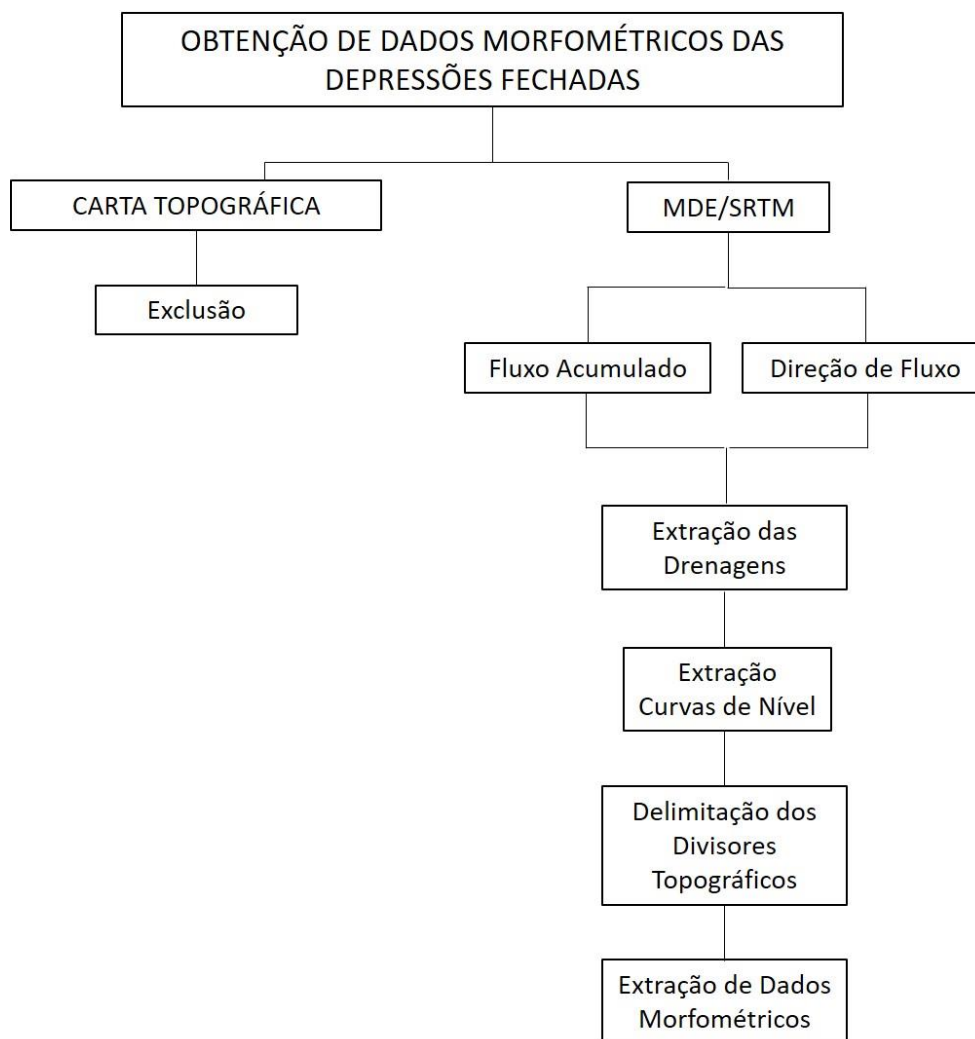 OBTENÇÃO DE DADOS MORFOMÉTRICOS DAS
DEPRESSÕES FECHADAS
CARTA TOPOGRÁFICA
MDE/SRTM
Exclusão
Fluxo Acumulado
Direção de Fluxo
Extração das
Drenagens
Extração
Curvas de Nível
Delimitação dos
Divisores
Topográficos
Extração de Dados
Morfométricos